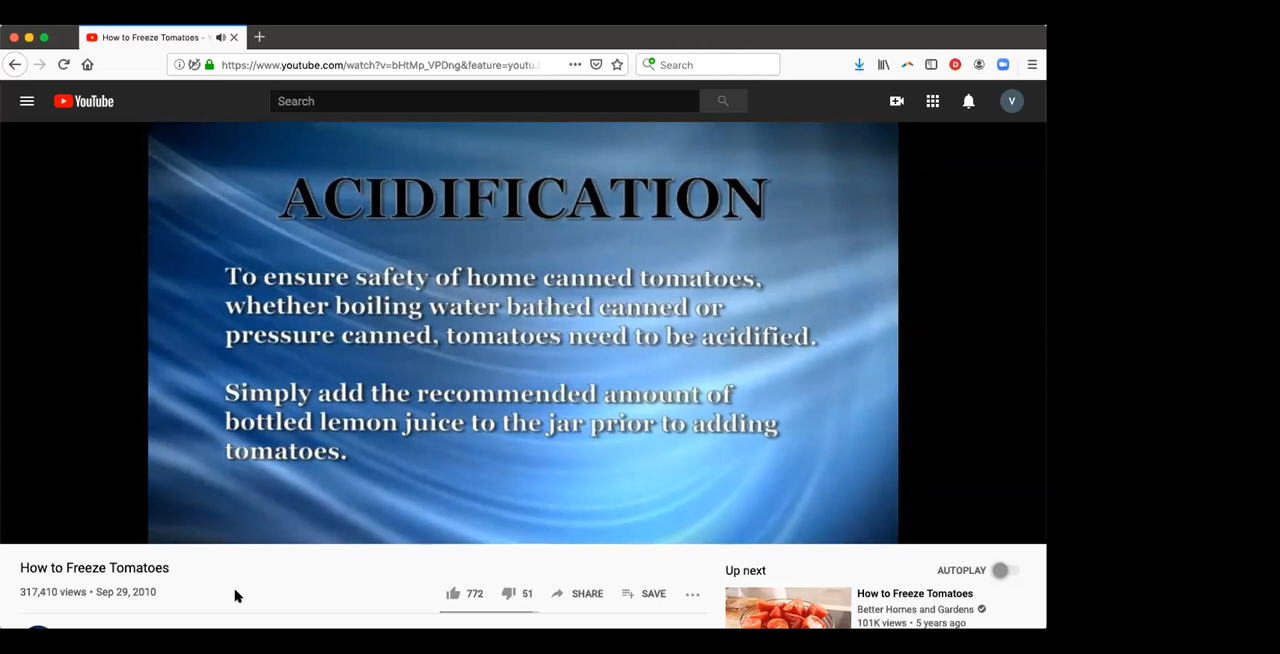 How to Freeze Tomatoes - Y
https://www.youtube.com/watch?v=bHtMp_VPDng&feature=youtu.
Search
YouTube
Search
V
ACIDIFICATION
To ensure safety of home canned tomatoes,
whether boiling water bathed canned or
pressure canned, tomatoes need to be acidified.
Simply add the recommended amount of
bottled lemon juice to the jar prior to adding
tomatoes.
How to Freeze Tomatoes
317,410 views • Sep 29, 2010
772
51
SHARE
SAVE
Up next
AUTOPLAY
How to Freeze Tomatoes
Better Homes and Gardens
101K views • 5 years ago